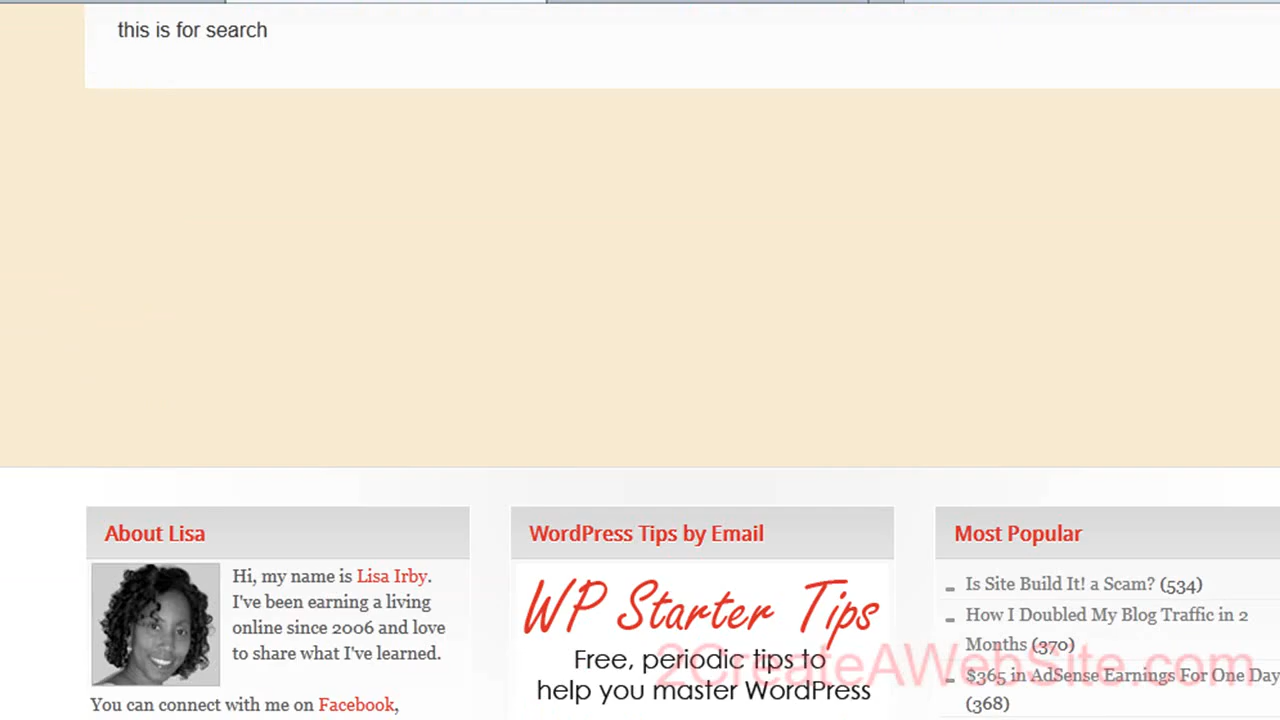 this is for search
About Lisa
Hi, my name is Lisa Irby.
I've been earning a living
online since 2006 and love
to share what I've learned.
You can connect with me on Facebook,
WordPress Tips by Email
WP Starter Tips
Free, periodic tips to
help you master WordPress
Most Popular
Is Site Build It! a Scam? (534)
How I Doubled My Blog Traffic in 2
Months (370)
$365 in AdSense Earnings For One Day
(368)
2CreateAWebSite.com